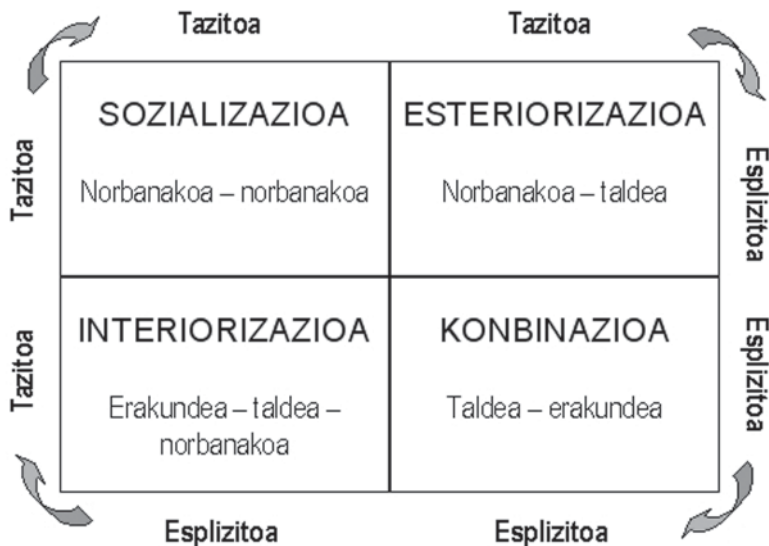 Tazitoa
Tazitoa
Tazitoa
SOZIALIZAZIOA
Norbanakoa – norbanakoa
ESTERIORIZAZIOA
Norbanakoa – taldea
Esplizitoa
Tazitoa
INTERIORIZAZIOA
Erakundea – taldea –
norbanakoa
KONBINAZIOA
Taldea – erakundea
Esplizitoa
Esplizitoa
Esplizitoa